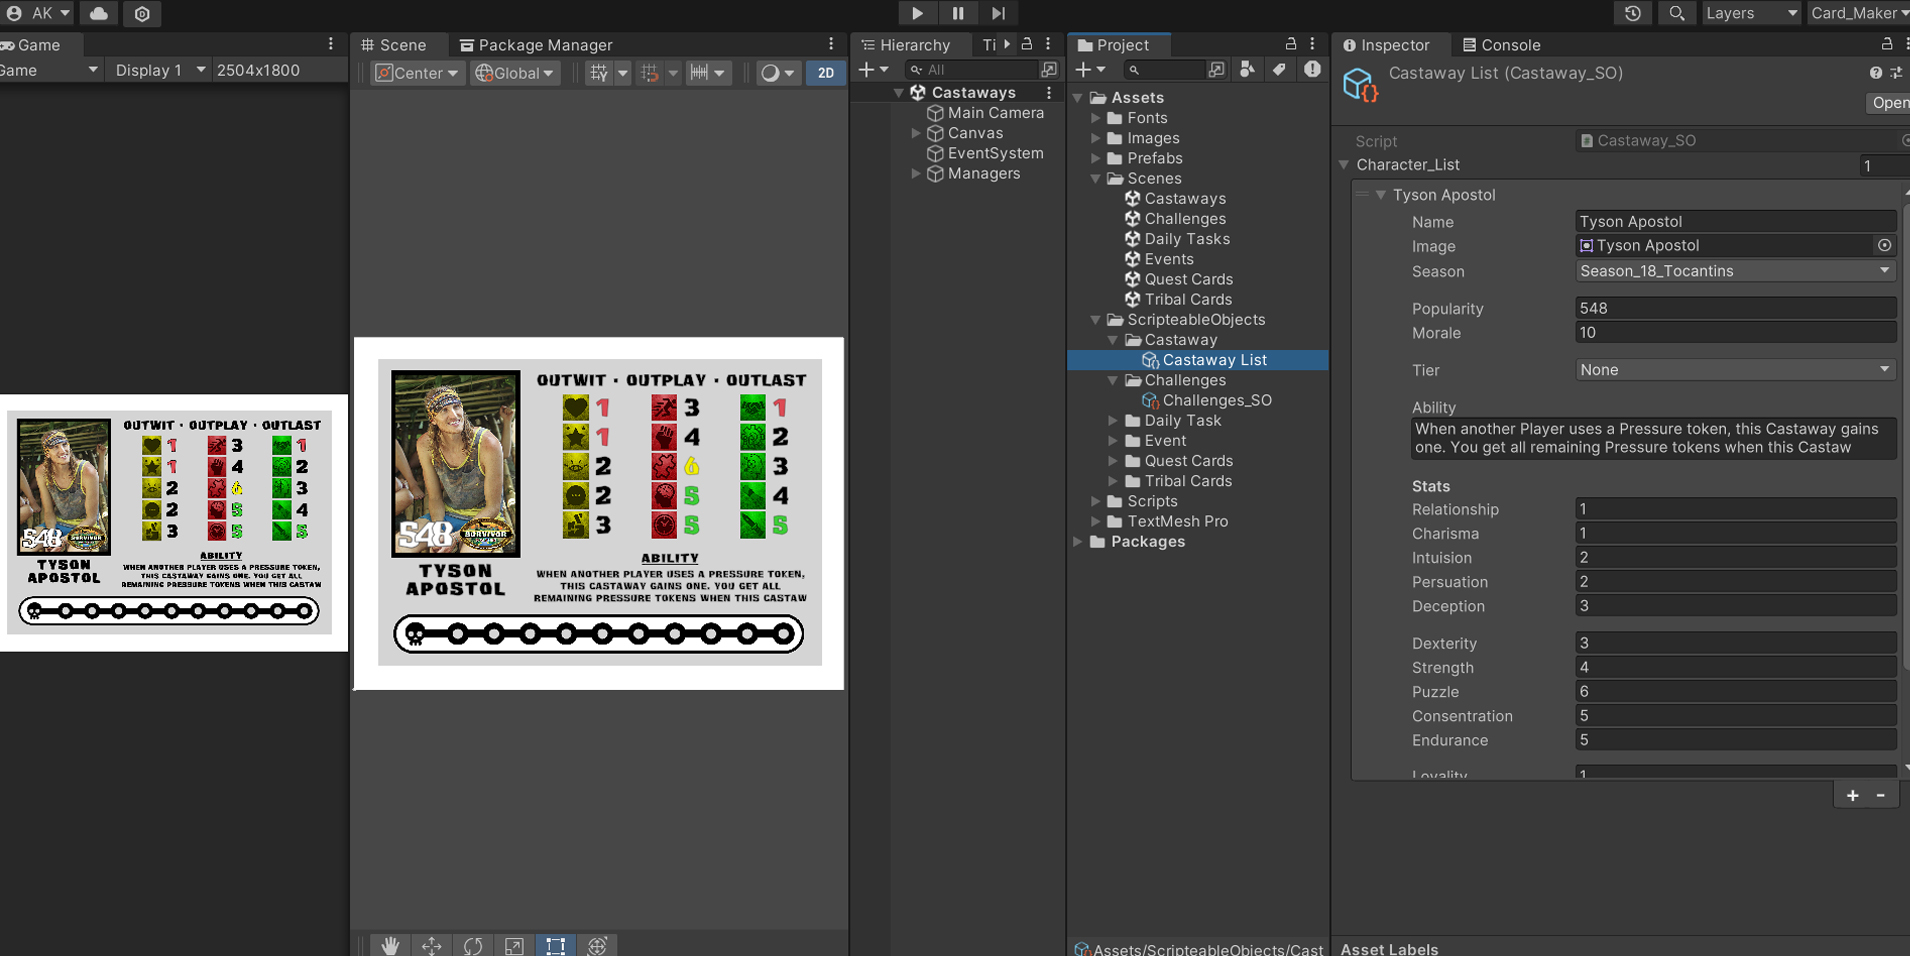 AK
Layers
Card_Maker
Game
Scene
Package Manager
Hierarchy
Ti
Project
Inspector
Console
Game
Display 1
2504x1800
Center
Global
2D
All
Castaway List (Castaway_SO)
Open
Castaways
Main Camera
Canvas
EventSystem
Managers
Assets
Fonts
Images
Prefabs
Scenes
Castaways
Challenges
Daily Tasks
Events
Quest Cards
Tribal Cards
ScripteableObjects
Castaway
Castaway List
Challenges
Challenges_SO
Daily Task
Event
Quest Cards
Tribal Cards
Scripts
TextMesh Pro
Packages
Assets/ScripteableObjects/Cast
Script Castaway_SO
Character_List 1
Tyson Apostol
Name Tyson Apostol
Image Tyson Apostol
Season Season_18_Tocantins
Popularity 548
Morale 10
Tier None
Ability
When another Player uses a Pressure token, this Castaway gains
one. You get all remaining Pressure tokens when this Castaw
Stats
Relationship 1
Charisma 1
Intuision 2
Persuation 2
Deception 3
Dexterity 3
Strength 4
Puzzle 6
Consentration 5
Endurance 5
Loyality 1
+ -
Asset Labels
OUTWIT · OUTPLAY · OUTLAST
1 3 1
1 4 2
2 6 3
2 5 4
3 5 5
548
SURVIVOR
TYSON
APOSTOL
ABILITY
WHEN ANOTHER PLAYER USES A PRESSURE TOKEN,
THIS CASTAWAY GAINS ONE. YOU GET ALL
REMAINING PRESSURE TOKENS WHEN THIS CASTAW
OUTWIT · OUTPLAY · OUTLAST
1 3 1
1 4 2
2 6 3
2 5 4
3 5 5
548
SURVIVOR
TYSON
APOSTOL
ABILITY
WHEN ANOTHER PLAYER USES A PRESSURE TOKEN,
THIS CASTAWAY GAINS ONE. YOU GET ALL
REMAINING PRESSURE TOKENS WHEN THIS CASTAW